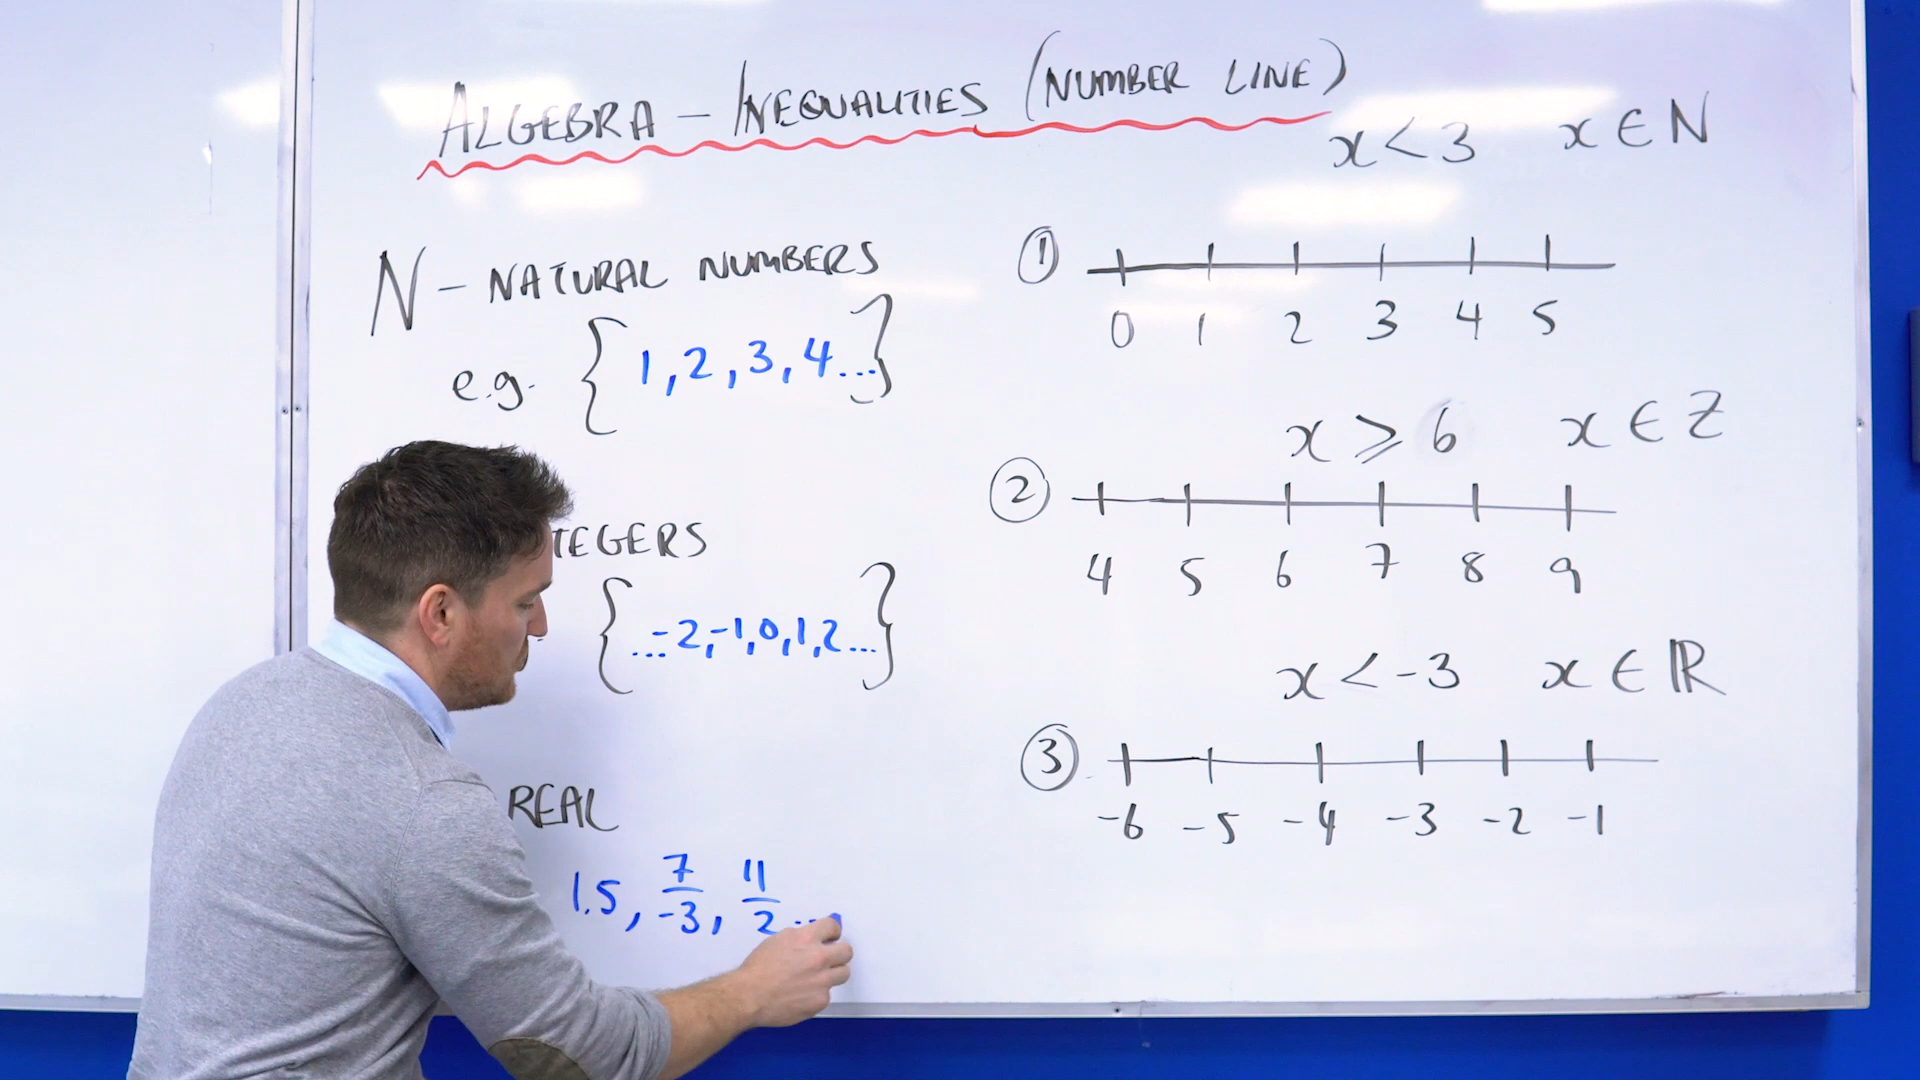 ALGEBRA – INEQUALITIES (NUMBER LINE)
N – NATURAL NUMBERS
e.g. { 1, 2, 3, 4... }
TEGERS
{ ...-2, -1, 0, 1, 2... }
REAL
1.5, 7/-3, 11/2 ...
x < 3 x ∈ N
① 0 1 2 3 4 5
x ⩾ 6 x ∈ Z
② 4 5 6 7 8 9
x < -3 x ∈ ℝ
③ -6 -5 -4 -3 -2 -1